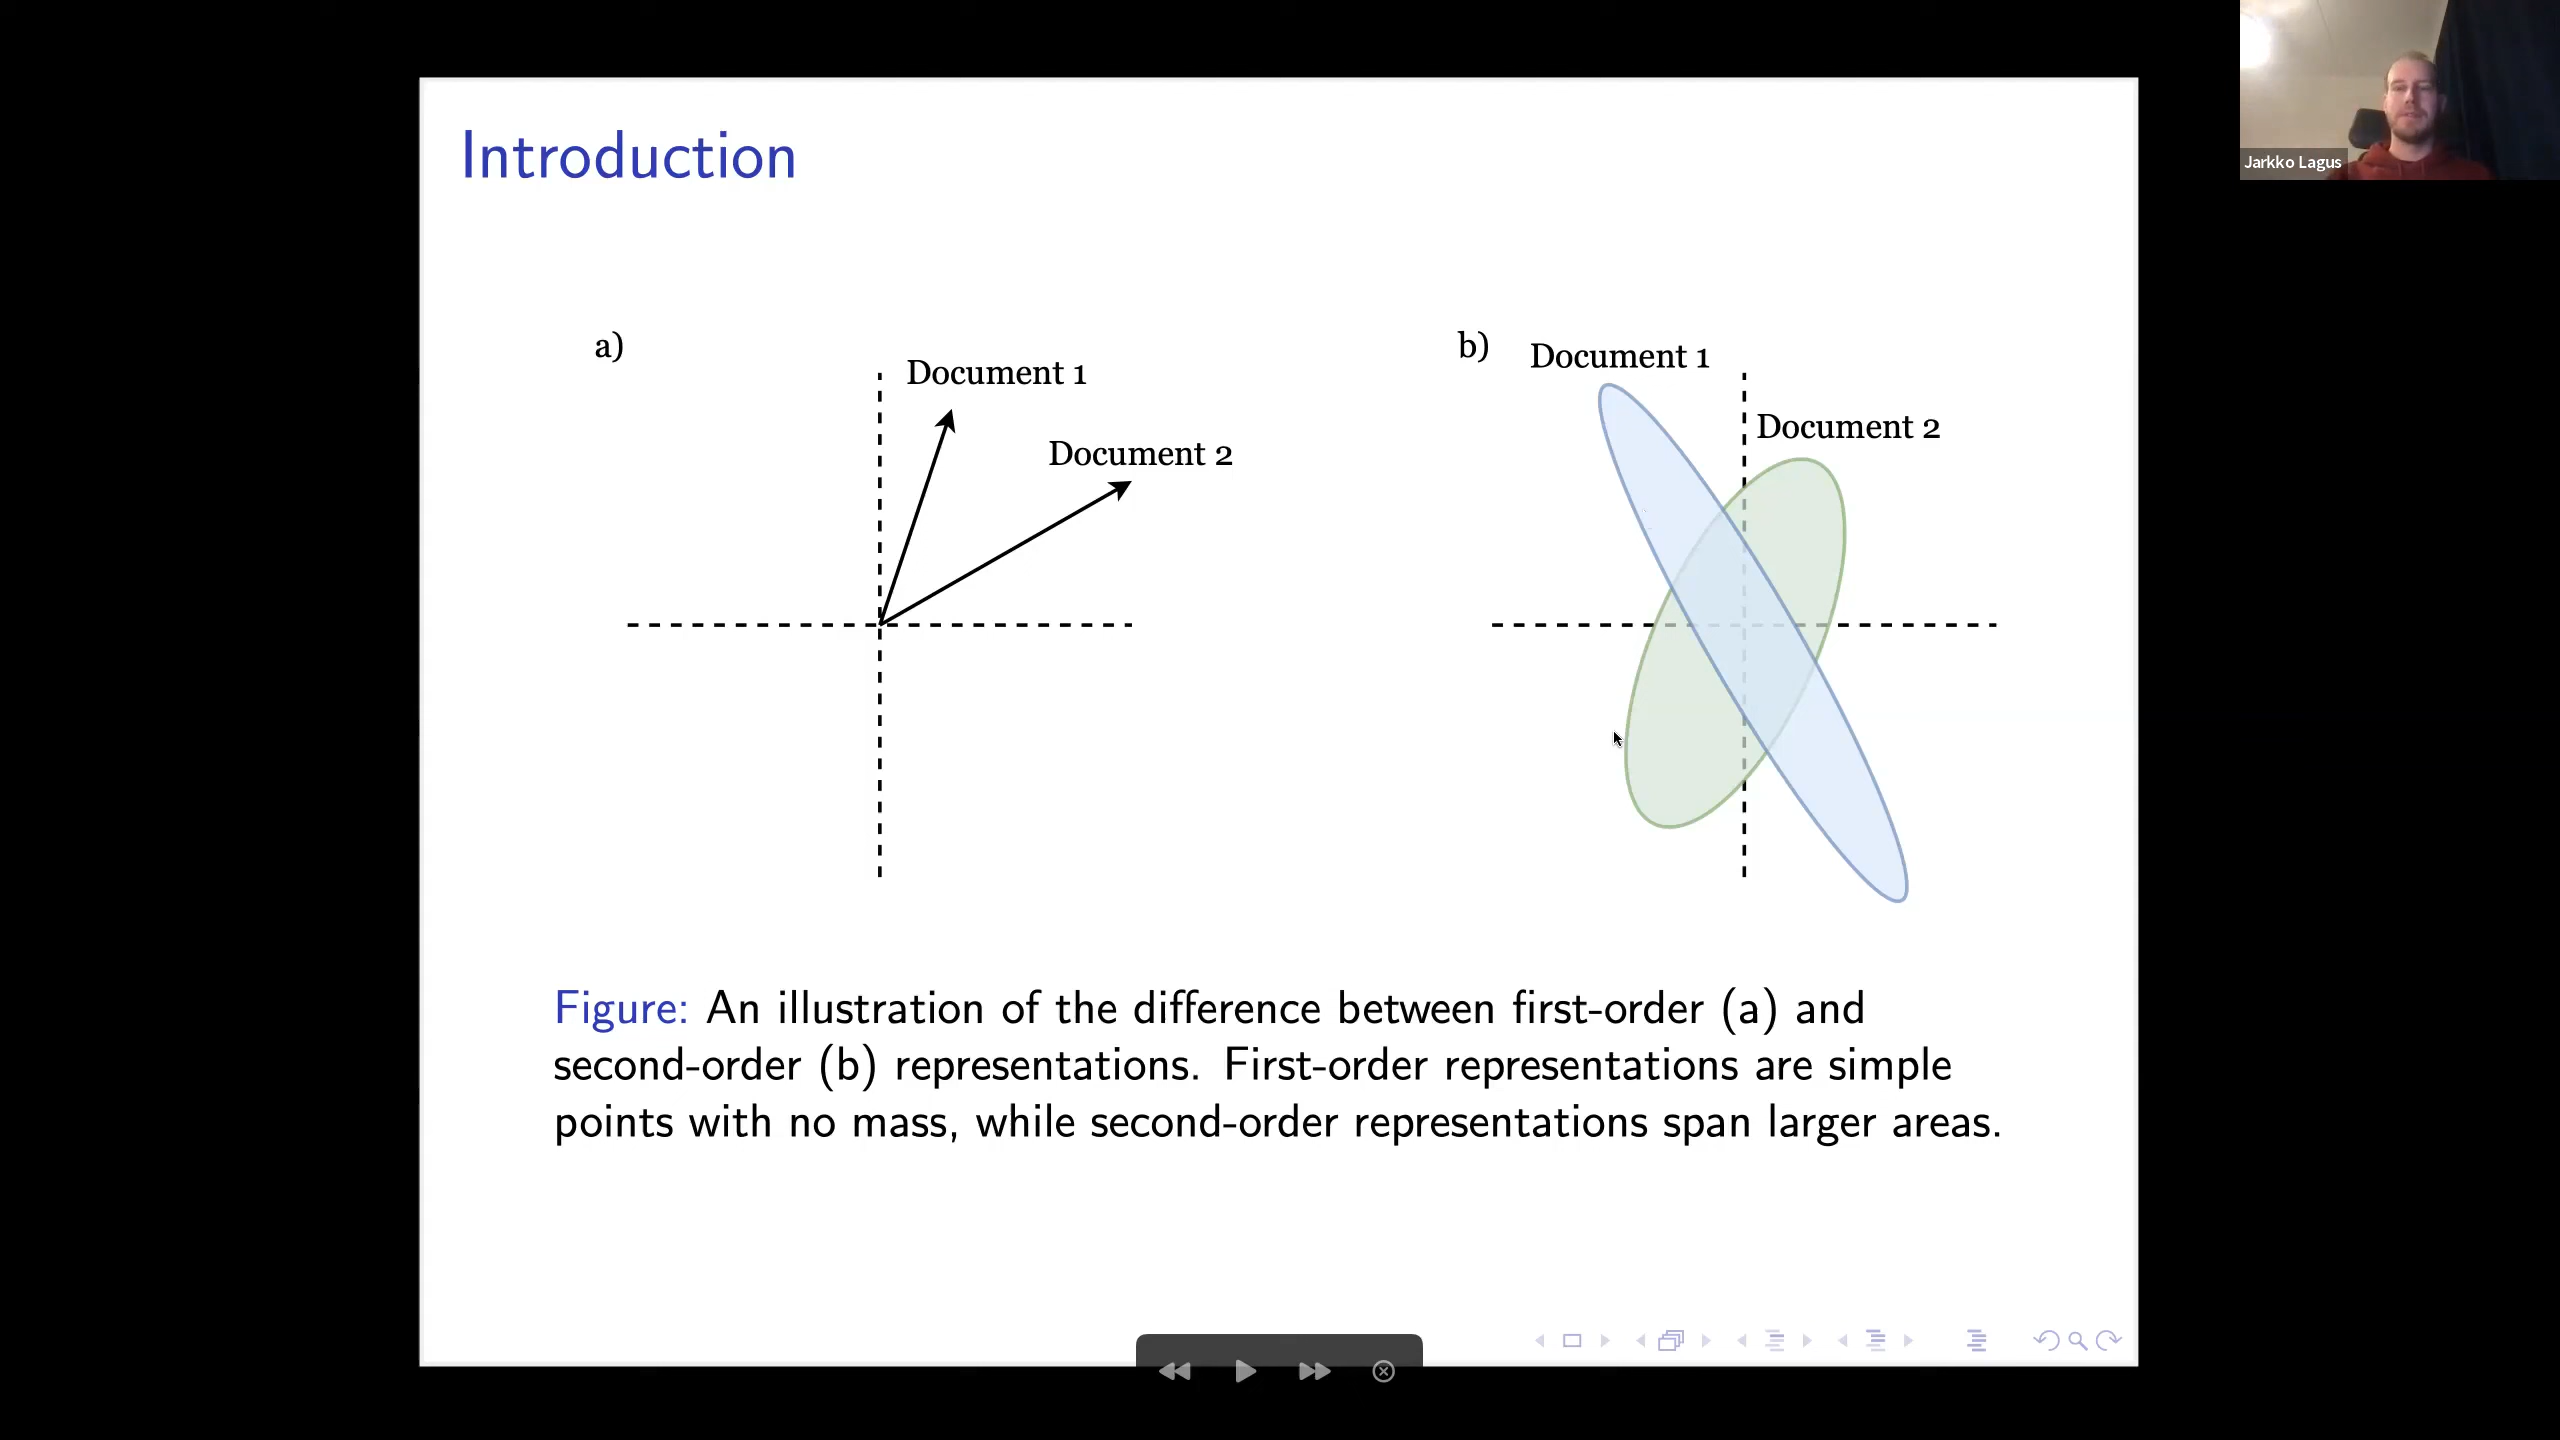 Introduction
a)
Document 1
Document 2
b)
Document 1
Document 2
Figure: An illustration of the difference between first-order (a) and
second-order (b) representations. First-order representations are simple
points with no mass, while second-order representations span larger areas.
Jarkko Lagus